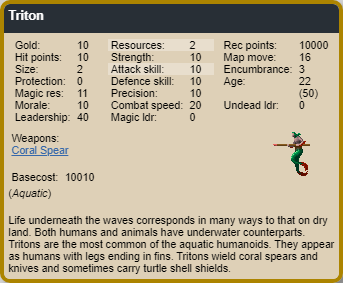 Triton
Gold: 10 Resources: 2 Rec points: 10000
Hit points: 10 Strength: 10 Map move: 16
Size: 2 Attack skill: 10 Encumbrance: 3
Protection: 0 Defence skill: 10 Age: 22
Magic res: 11 Precision: 10 (50)
Morale: 10 Combat speed: 20 Undead ldr: 0
Leadership: 40 Magic ldr: 0
Weapons:
Coral Spear
Basecost: 10010
(Aquatic)
Life underneath the waves corresponds in many ways to that on dry
land. Both humans and animals have underwater counterparts.
Tritons are the most common of the aquatic humanoids. They appear
as humans with legs ending in fins. Tritons wield coral spears and
knives and sometimes carry turtle shell shields.